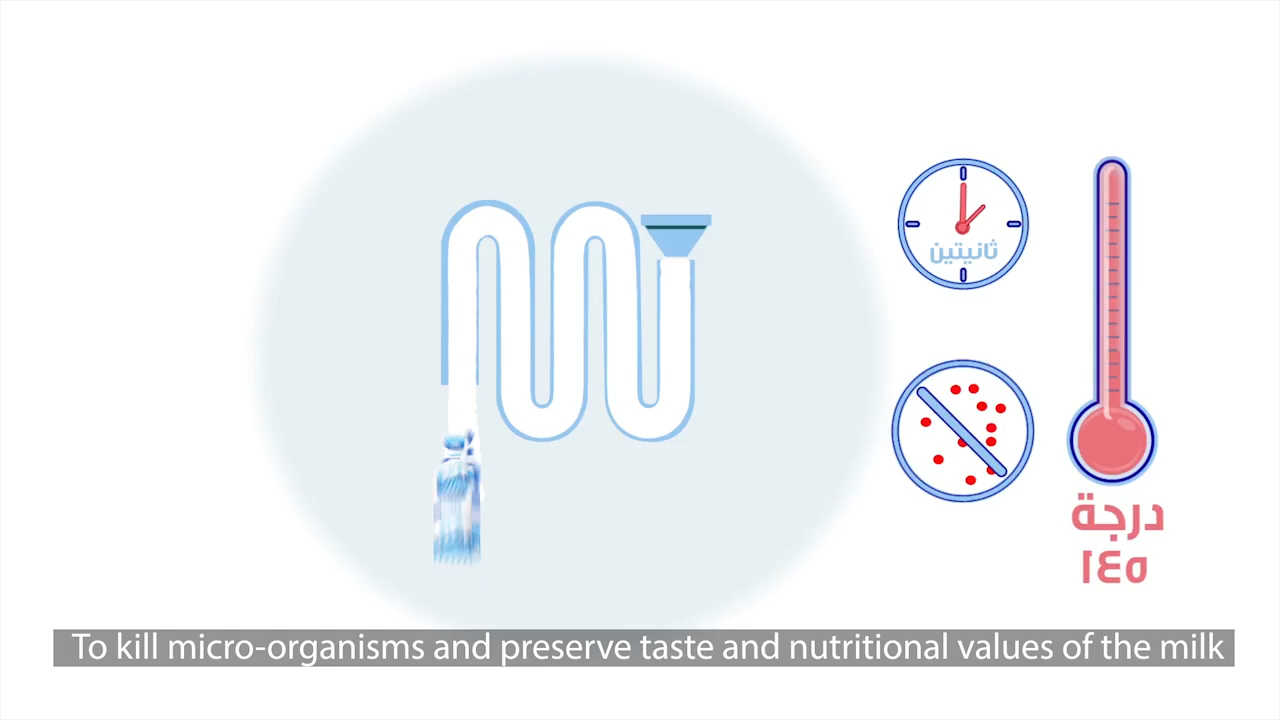 ثانيتين
درجة
١٤٥
To kill micro-organisms and preserve taste and nutritional values of the milk